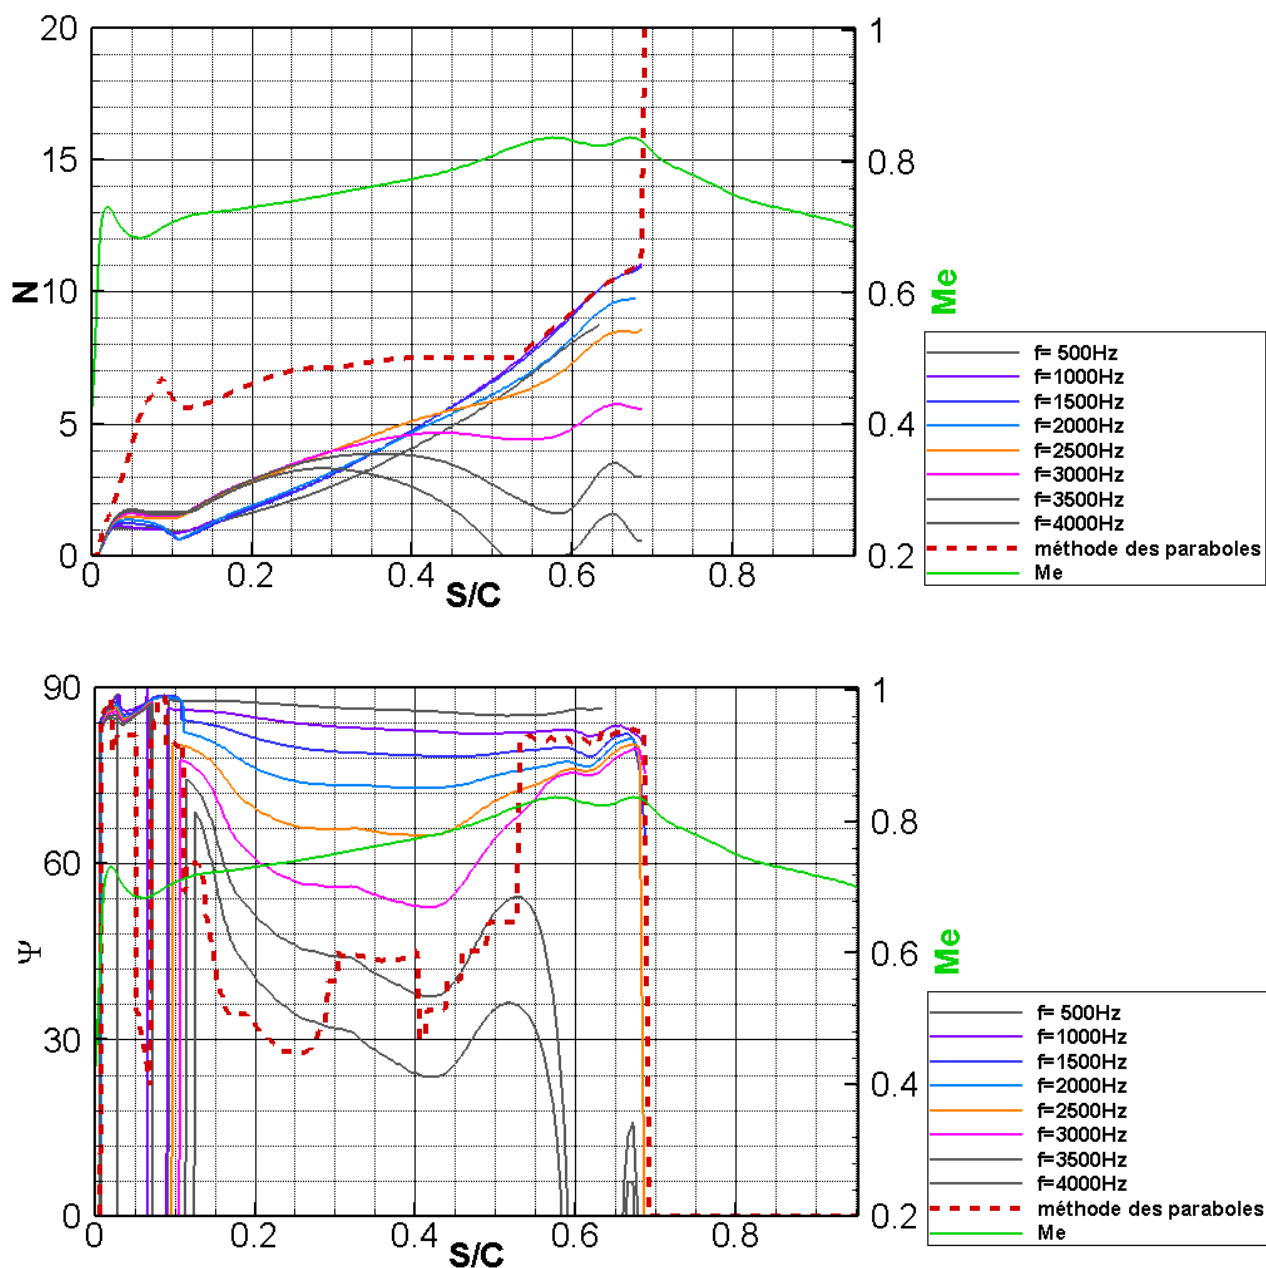 20
15
10
5
0
N
0
0.2
0.4
0.6
0.8
S/C
1
0.8
0.6
0.4
0.2
Me
f= 500Hz
f=1000Hz
f=1500Hz
f=2000Hz
f=2500Hz
f=3000Hz
f=3500Hz
f=4000Hz
méthode des paraboles
Me
90
60
30
0
Ψ
0
0.2
0.4
0.6
0.8
S/C
1
0.8
0.6
0.4
0.2
Me
f= 500Hz
f=1000Hz
f=1500Hz
f=2000Hz
f=2500Hz
f=3000Hz
f=3500Hz
f=4000Hz
méthode des paraboles
Me